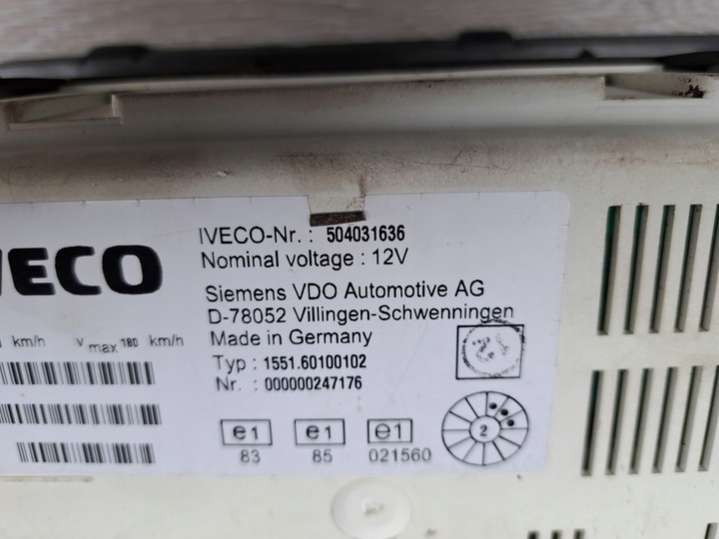 IVECO
IVECO-Nr. : 504031636
Nominal voltage : 12V
Siemens VDO Automotive AG
D-78052 Villingen-Schwenningen
Made in Germany
km/h v max 180 km/h
Typ : 1551.60100102
Nr. : 000000247176
e1 e1 e1
83 85 021560
2